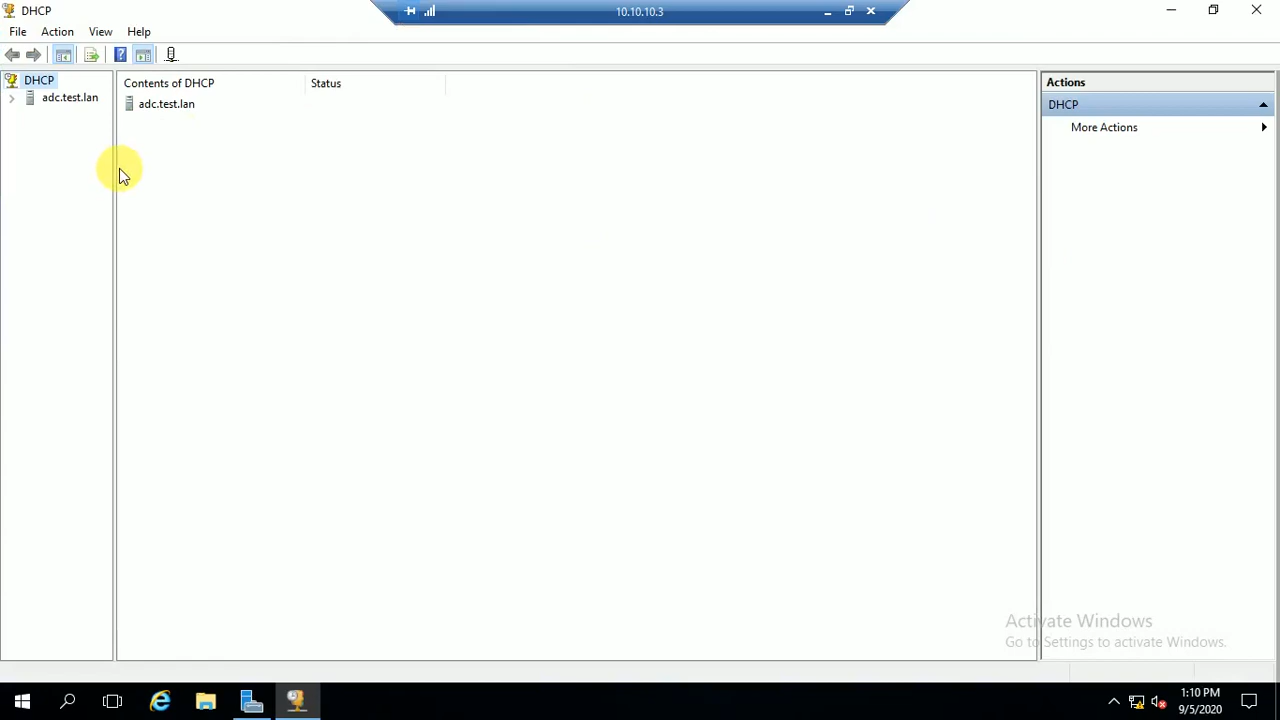 DHCP
10.10.10.3
File Action View Help
DHCP
adc.test.lan
Contents of DHCP Status
adc.test.lan
Actions
DHCP
More Actions
Activate Windows
Go to Settings to activate Windows.
1:10 PM
9/5/2020